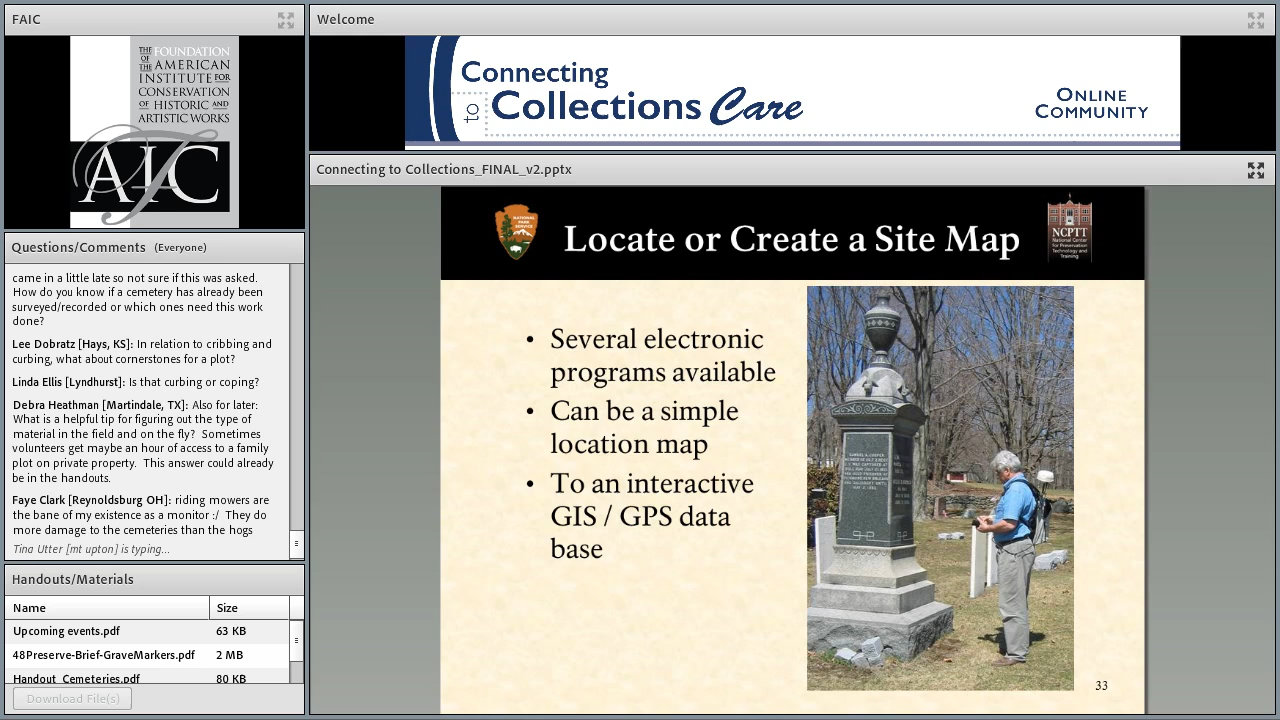 FAIC
THE FOUNDATION
OF THE AMERICAN
INSTITUTE FOR
CONSERVATION
OF HISTORIC AND
ARTISTIC WORKS
AIC
Questions/Comments (Everyone)
came in a little late so not sure if this was asked.
How do you know if a cemetery has already been
surveyed/recorded or which ones need this work
done?
Lee Dobratz [Hays, KS]: In relation to cribbing and
curbing, what about cornerstones for a plot?
Linda Ellis [Lyndhurst]: Is that curbing or coping?
Debra Heathman [Martindale, TX]: Also for later:
What is a helpful tip for figuring out the type of
material in the field and on the fly? Sometimes
volunteers get maybe an hour of access to a family
plot on private property. This answer could already
be in the handouts.
Faye Clark [Reynoldsburg, OH]: riding mowers are
the bane of my existence as a monitor :/ They do
more damage to the cemeteries than the hogs
Tina Utter [mt upton] is typing...
Handouts/Materials
Name Size
Upcoming events.pdf 63 KB
48Preserve-Brief-GraveMarkers.pdf 2 MB
Handout_Cemeteries.pdf 80 KB
Download File(s)
Welcome
Connecting
to Collections Care
ONLINE
COMMUNITY
Connecting to Collections_FINAL_v2.pptx
NATIONAL
PARK
SERVICE
Locate or Create a Site Map
NCPTT
National Center
for Preservation
Technology and
Training
• Several electronic
programs available
• Can be a simple
location map
• To an interactive
GIS / GPS data
base
33